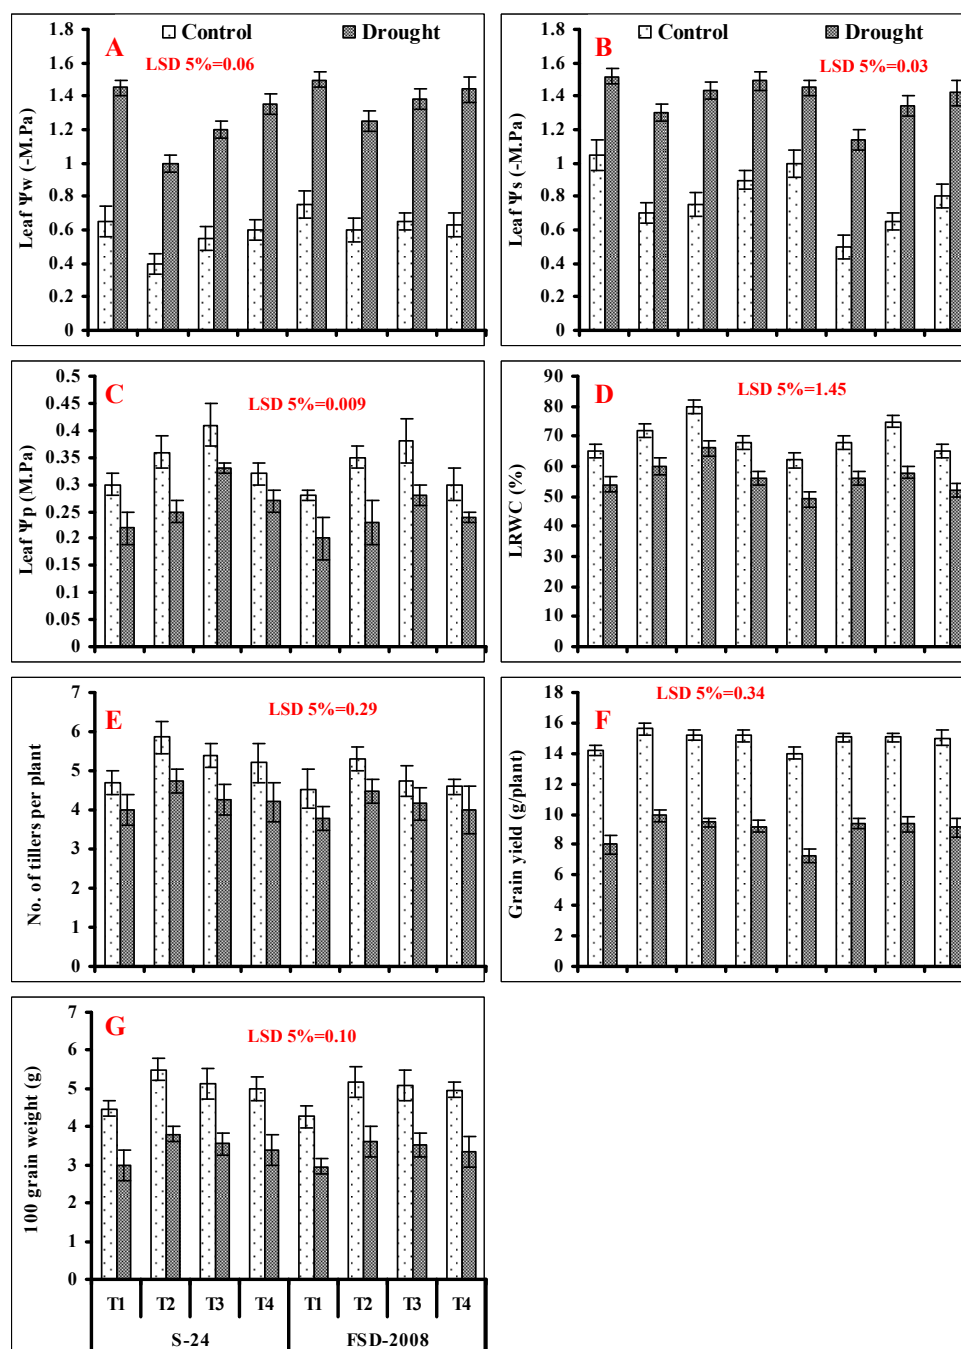 A
Control
Drought
LSD 5%=0.06
Leaf Ψw (-M.Pa)
1.8
1.6
1.4
1.2
1
0.8
0.6
0.4
0.2
0
B
Control
Drought
LSD 5%=0.03
Leaf Ψs (-M.Pa)
1.8
1.6
1.4
1.2
1
0.8
0.6
0.4
0.2
0
C
LSD 5%=0.009
Leaf Ψp (M.Pa)
0.5
0.45
0.4
0.35
0.3
0.25
0.2
0.15
0.1
0.05
0
D
LSD 5%=1.45
LRWC (%)
90
80
70
60
50
40
30
20
10
0
E
LSD 5%=0.29
No. of tillers per plant
7
6
5
4
3
2
1
0
F
LSD 5%=0.34
Grain yield (g/plant)
18
16
14
12
10
8
6
4
2
0
G
LSD 5%=0.10
100 grain weight (g)
7
6
5
4
3
2
1
0
T1 T2 T3 T4 T1 T2 T3 T4
S-24 FSD-2008